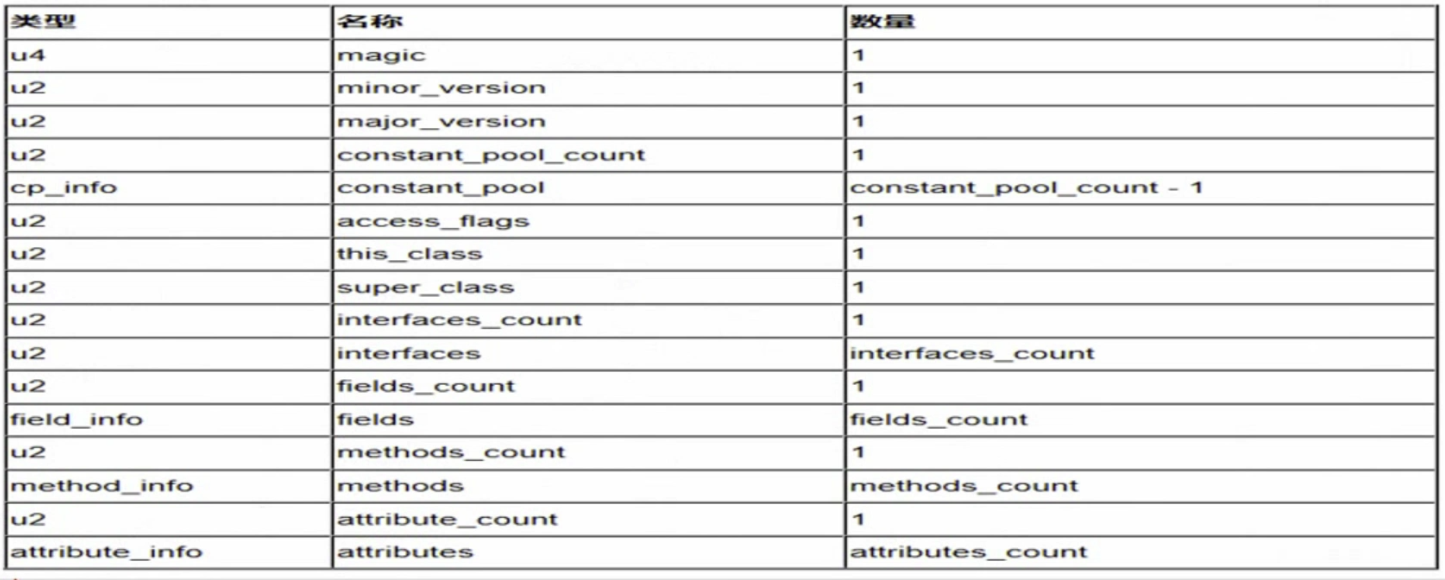 类型 名称 数量
u4 magic 1
u2 minor_version 1
u2 major_version 1
u2 constant_pool_count 1
cp_info constant_pool constant_pool_count - 1
u2 access_flags 1
u2 this_class 1
u2 super_class 1
u2 interfaces_count 1
u2 interfaces interfaces_count
u2 fields_count 1
field_info fields fields_count
u2 methods_count 1
method_info methods methods_count
u2 attribute_count 1
attribute_info attributes attributes_count